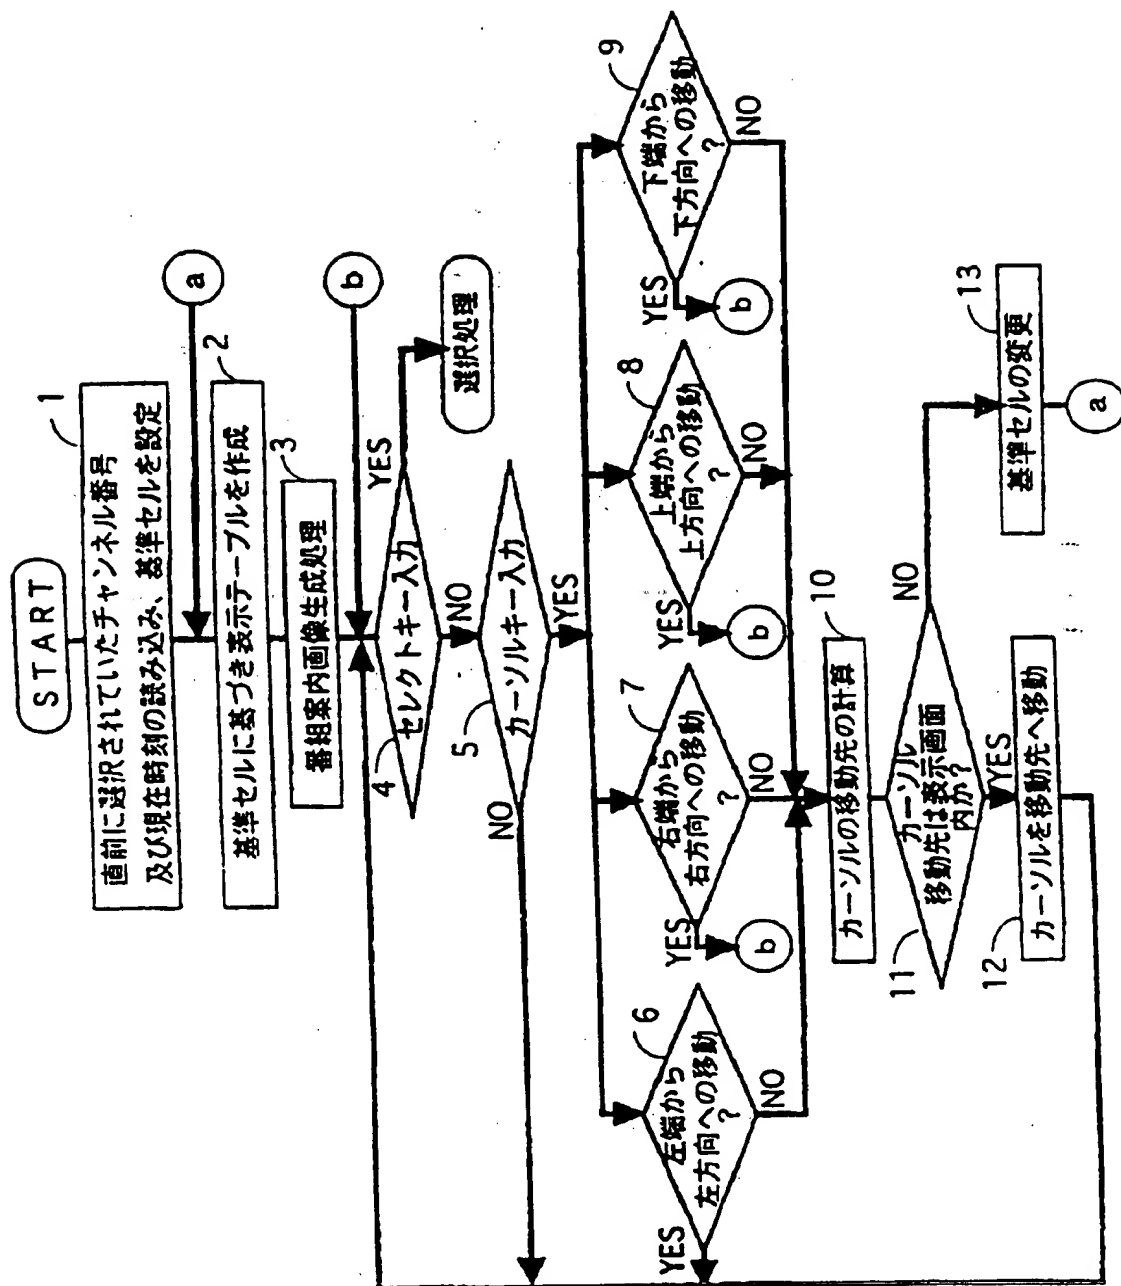 START
1
直前に選択されていたチャンネル番号
及び現在時刻の読み込み、基準セルを設定
a
2
基準セルに基づき表示テーブルを作成
3
番組案内画像生成処理
b
4
セレクトキー入力
YES
選択処理
NO
5
カーソルキー入力
NO
YES
6
左端から
左方向への移動
?
YES
NO
7
右端から
右方向への移動
?
YES
b
NO
8
上端から
上方向への移動
?
YES
b
NO
9
下端から
下方向への移動
?
YES
b
NO
10
カーソルの移動先の計算
11
カーソル
移動先は表示画面
内か?
NO
YES
12
カーソルを移動先へ移動
13
基準セルの変更
a